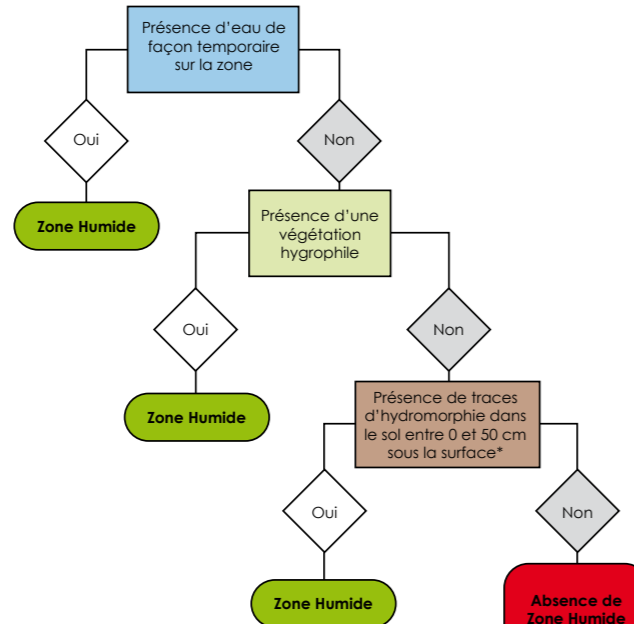 Présence d'eau de
façon temporaire
sur la zone
Oui
Non
Zone Humide
Présence d'une
végétation
hygrophile
Oui
Non
Zone Humide
Présence de traces
d'hydromorphie dans
le sol entre 0 et 50 cm
sous la surface*
Oui
Non
Zone Humide
Absence de
Zone Humide